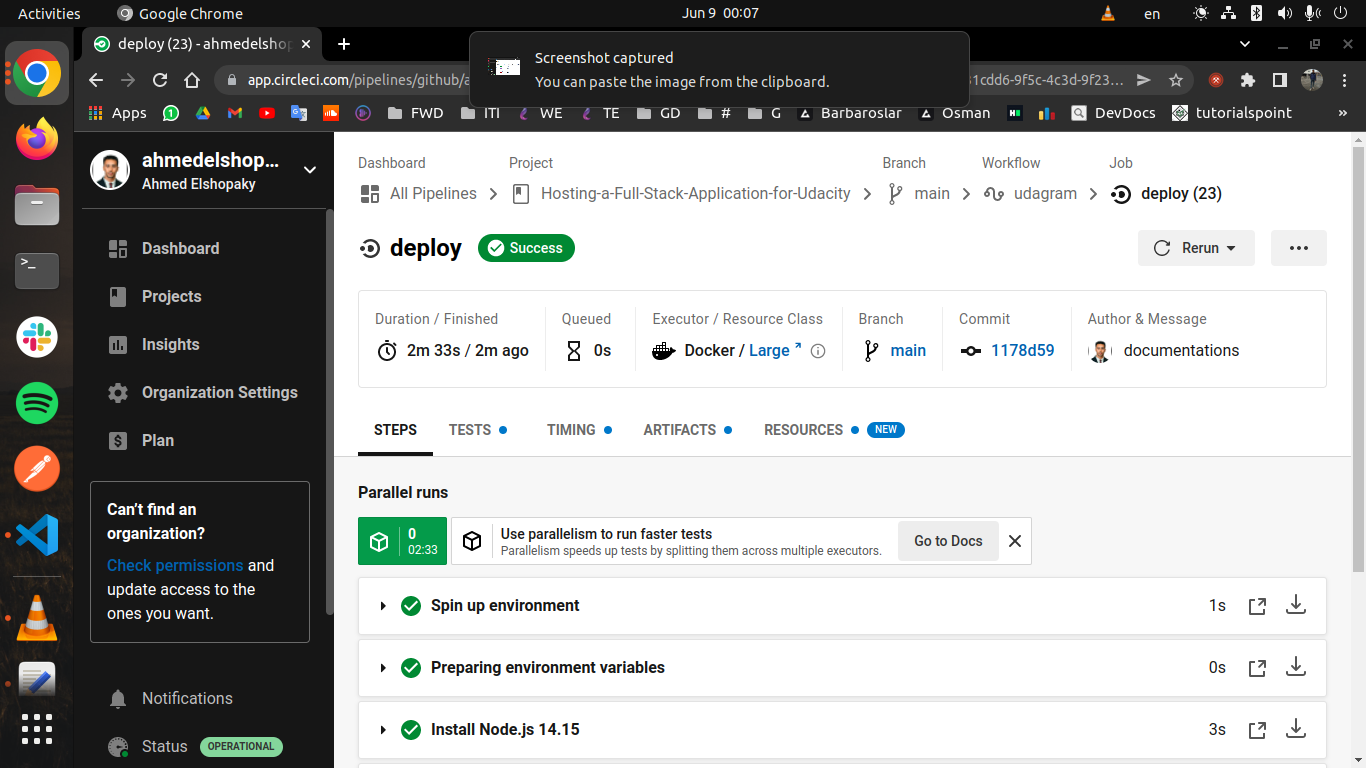 Activities
Google Chrome
Jun 9 00:07
en
deploy (23) - ahmedelshop
Screenshot captured
You can paste the image from the clipboard.
app.circleci.com/pipelines/github/a
1cdd6-9f5c-4c3d-9f23...
Apps
FWD
ITI
WE
TE
GD
#
G
Barbaroslar
Osman
DevDocs
tutorialspoint
»
ahmedelshop...
Ahmed Elshopaky
Dashboard
Projects
Insights
Organization Settings
Plan
Can't find an
organization?
Check permissions and
update access to the
ones you want.
Notifications
Status OPERATIONAL
Dashboard Project Branch Workflow Job
All Pipelines Hosting-a-Full-Stack-Application-for-Udacity main udagram deploy (23)
deploy Success
Rerun
Duration / Finished Queued Executor / Resource Class Branch Commit Author & Message
2m 33s / 2m ago 0s Docker / Large main 1178d59 documentations
STEPS TESTS TIMING ARTIFACTS RESOURCES NEW
Parallel runs
0
02:33
Use parallelism to run faster tests
Parallelism speeds up tests by splitting them across multiple executors.
Go to Docs
Spin up environment 1s
Preparing environment variables 0s
Install Node.js 14.15 3s